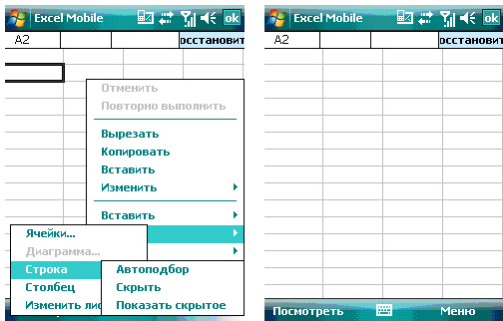 Excel Mobile ok
A2 осстановит
Отменить
Повторно выполнить
Вырезать
Копировать
Вставить
Изменить
Вставить
Ячейки...
Диаграмма...
Строка
Столбец
Изменить лис
Автоподбор
Скрыть
Показать скрытое
Excel Mobile ok
A2 осстановит
Посмотреть Меню